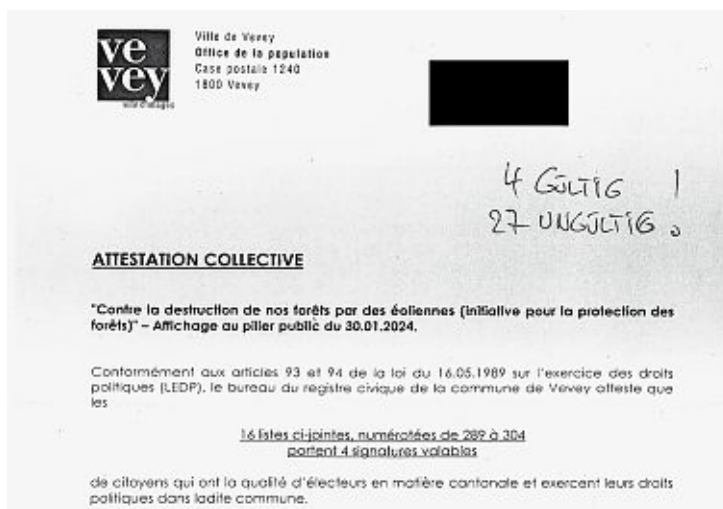 ve
vey
ville d'images
Ville de Vevey
Office de la population
Case postale 1240
1800 Vevey
4 GÜLTIG !
27 UNGÜLTIG.
ATTESTATION COLLECTIVE
"Contre la destruction de nos forêts par des éoliennes (initiative pour la protection des
forêts)" – Affichage au pilier public du 30.01.2024.
Conformément aux articles 93 et 94 de la loi du 16.05.1989 sur l'exercice des droits
politiques (LEDP), le bureau du registre civique de la commune de Vevey atteste que
les
16 listes ci-jointes, numérotées de 289 à 304
portent 4 signatures valables
de citoyens qui ont la qualité d'électeurs en matière cantonale et exercent leurs droits
politiques dans ladite commune.